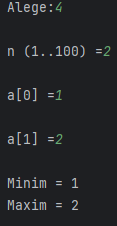 Alege:4
n (1..100) =2
a[0] =1
a[1] =2
Minim = 1
Maxim = 2